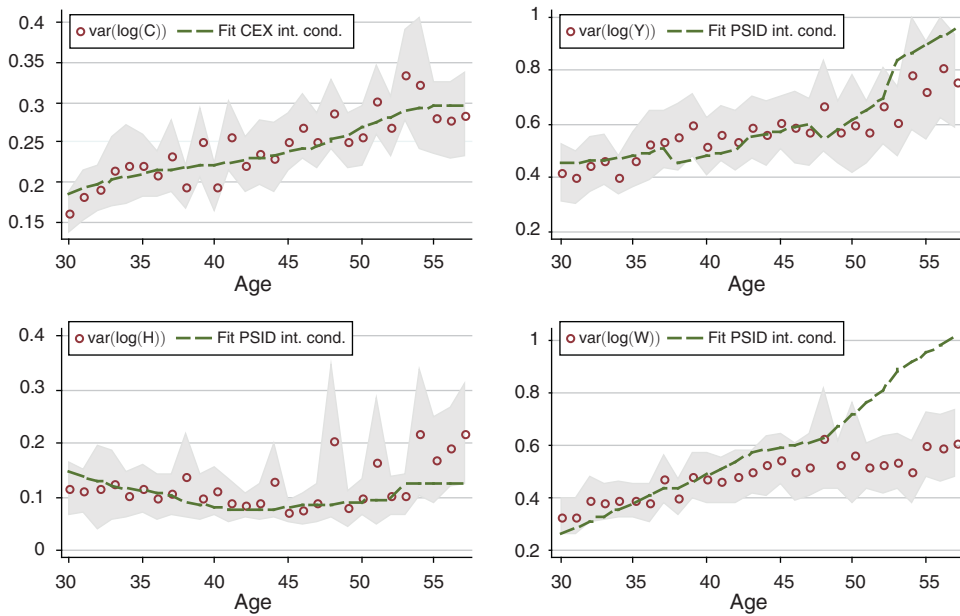 var(log(C)) Fit CEX int. cond.
0.4
0.35
0.3
0.25
0.2
0.15
30 35 40 45 50 55
Age
var(log(Y)) Fit PSID int. cond.
1
0.8
0.6
0.4
0.2
30 35 40 45 50 55
Age
var(log(H)) Fit PSID int. cond.
0.4
0.3
0.2
0.1
0
30 35 40 45 50 55
Age
var(log(W)) Fit PSID int. cond.
1
0.8
0.6
0.4
0.2
30 35 40 45 50 55
Age